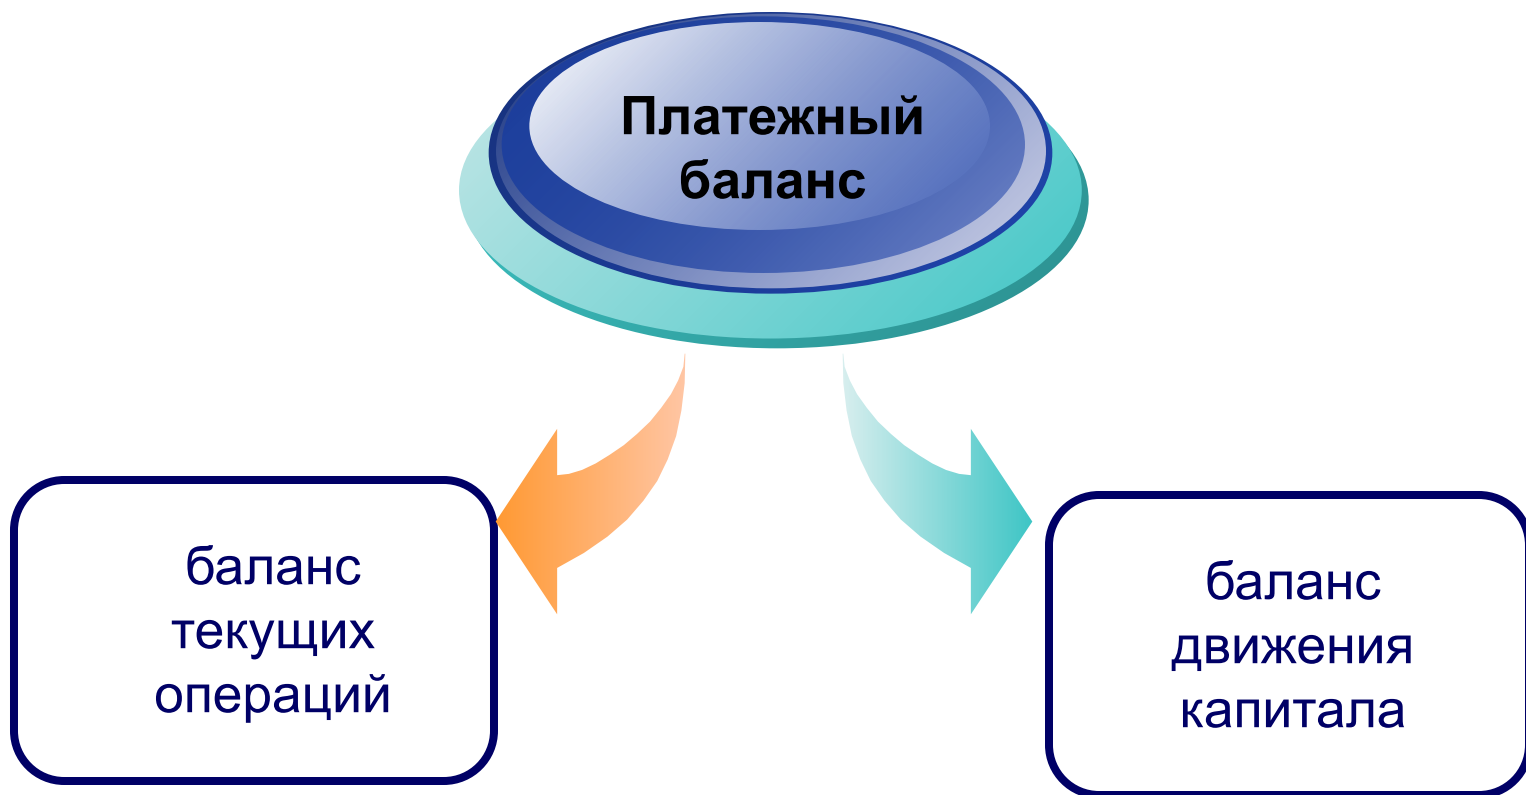 Платежный
баланс
баланс
текущих
операций
баланс
движения
капитала